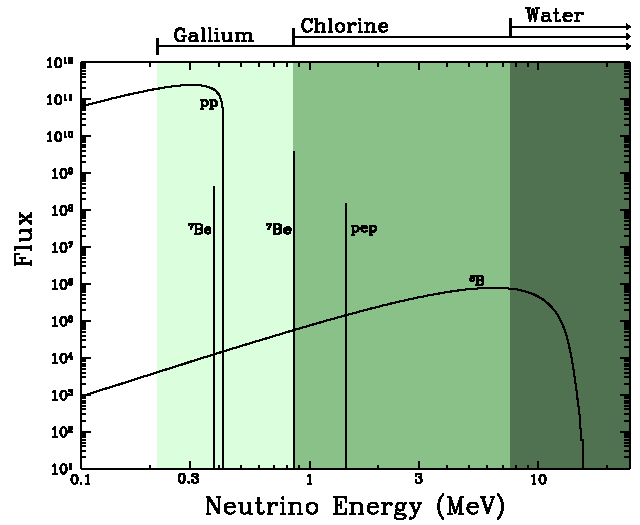 Water
Chlorine
Gallium
10¹²
10¹¹
10¹⁰
10⁹
10⁸
10⁷
10⁶
10⁵
10⁴
10³
10²
10¹
Flux
pp
⁷Be
⁷Be
pep
⁸B
0.1
0.3
1
3
10
Neutrino Energy (MeV)